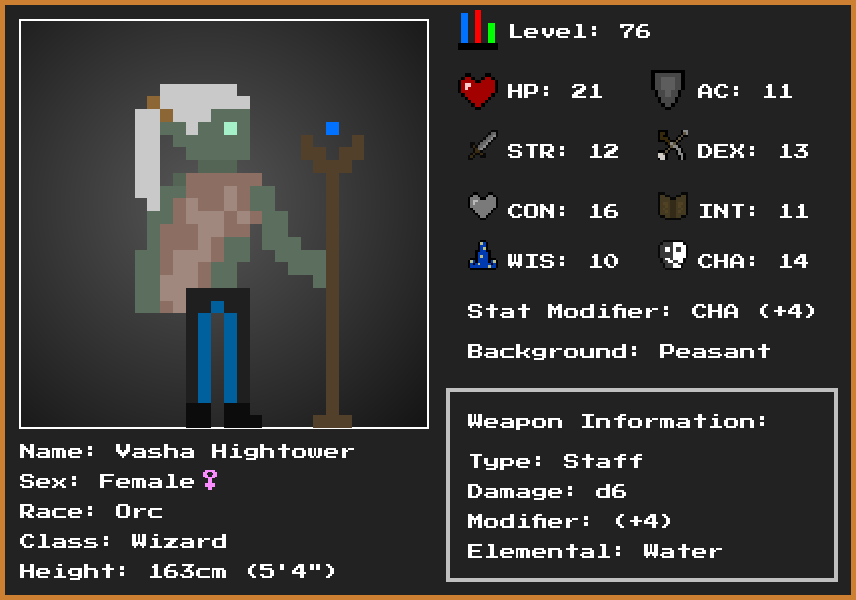 Level: 76
HP: 21 AC: 11
STR: 12 DEX: 13
CON: 16 INT: 11
WIS: 10 CHA: 14
Stat Modifier: CHA (+4)
Background: Peasant
Weapon Information:
Type: Staff
Damage: d6
Modifier: (+4)
Elemental: Water
Name: Vasha Hightower
Sex: Female♀
Race: Orc
Class: Wizard
Height: 163cm (5'4")